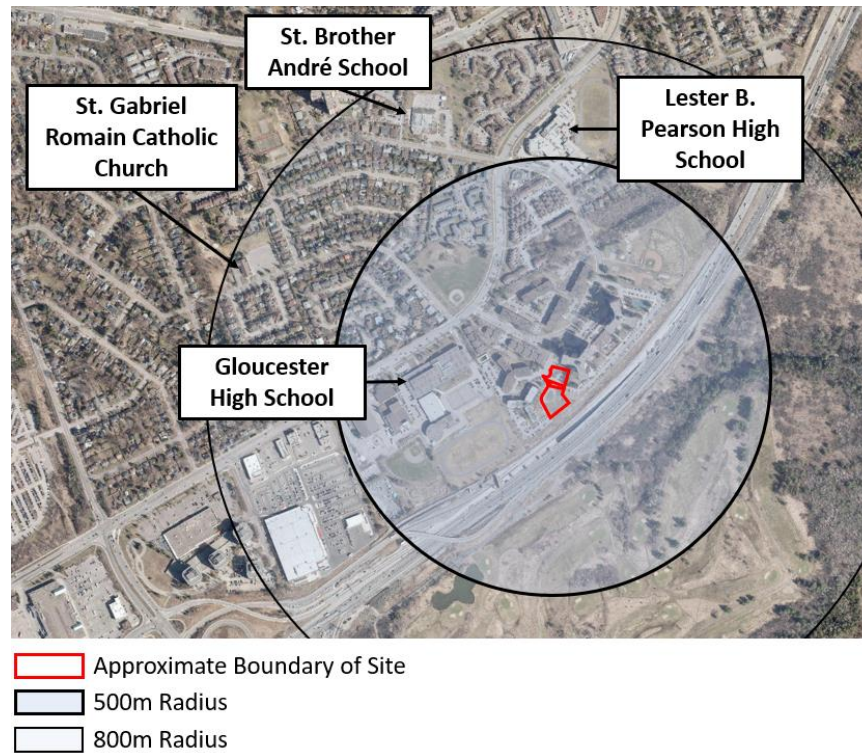 St. Brother
André School
St. Gabriel
Romain Catholic
Church
Lester B.
Pearson High
School
Gloucester
High School
Approximate Boundary of Site
500m Radius
800m Radius